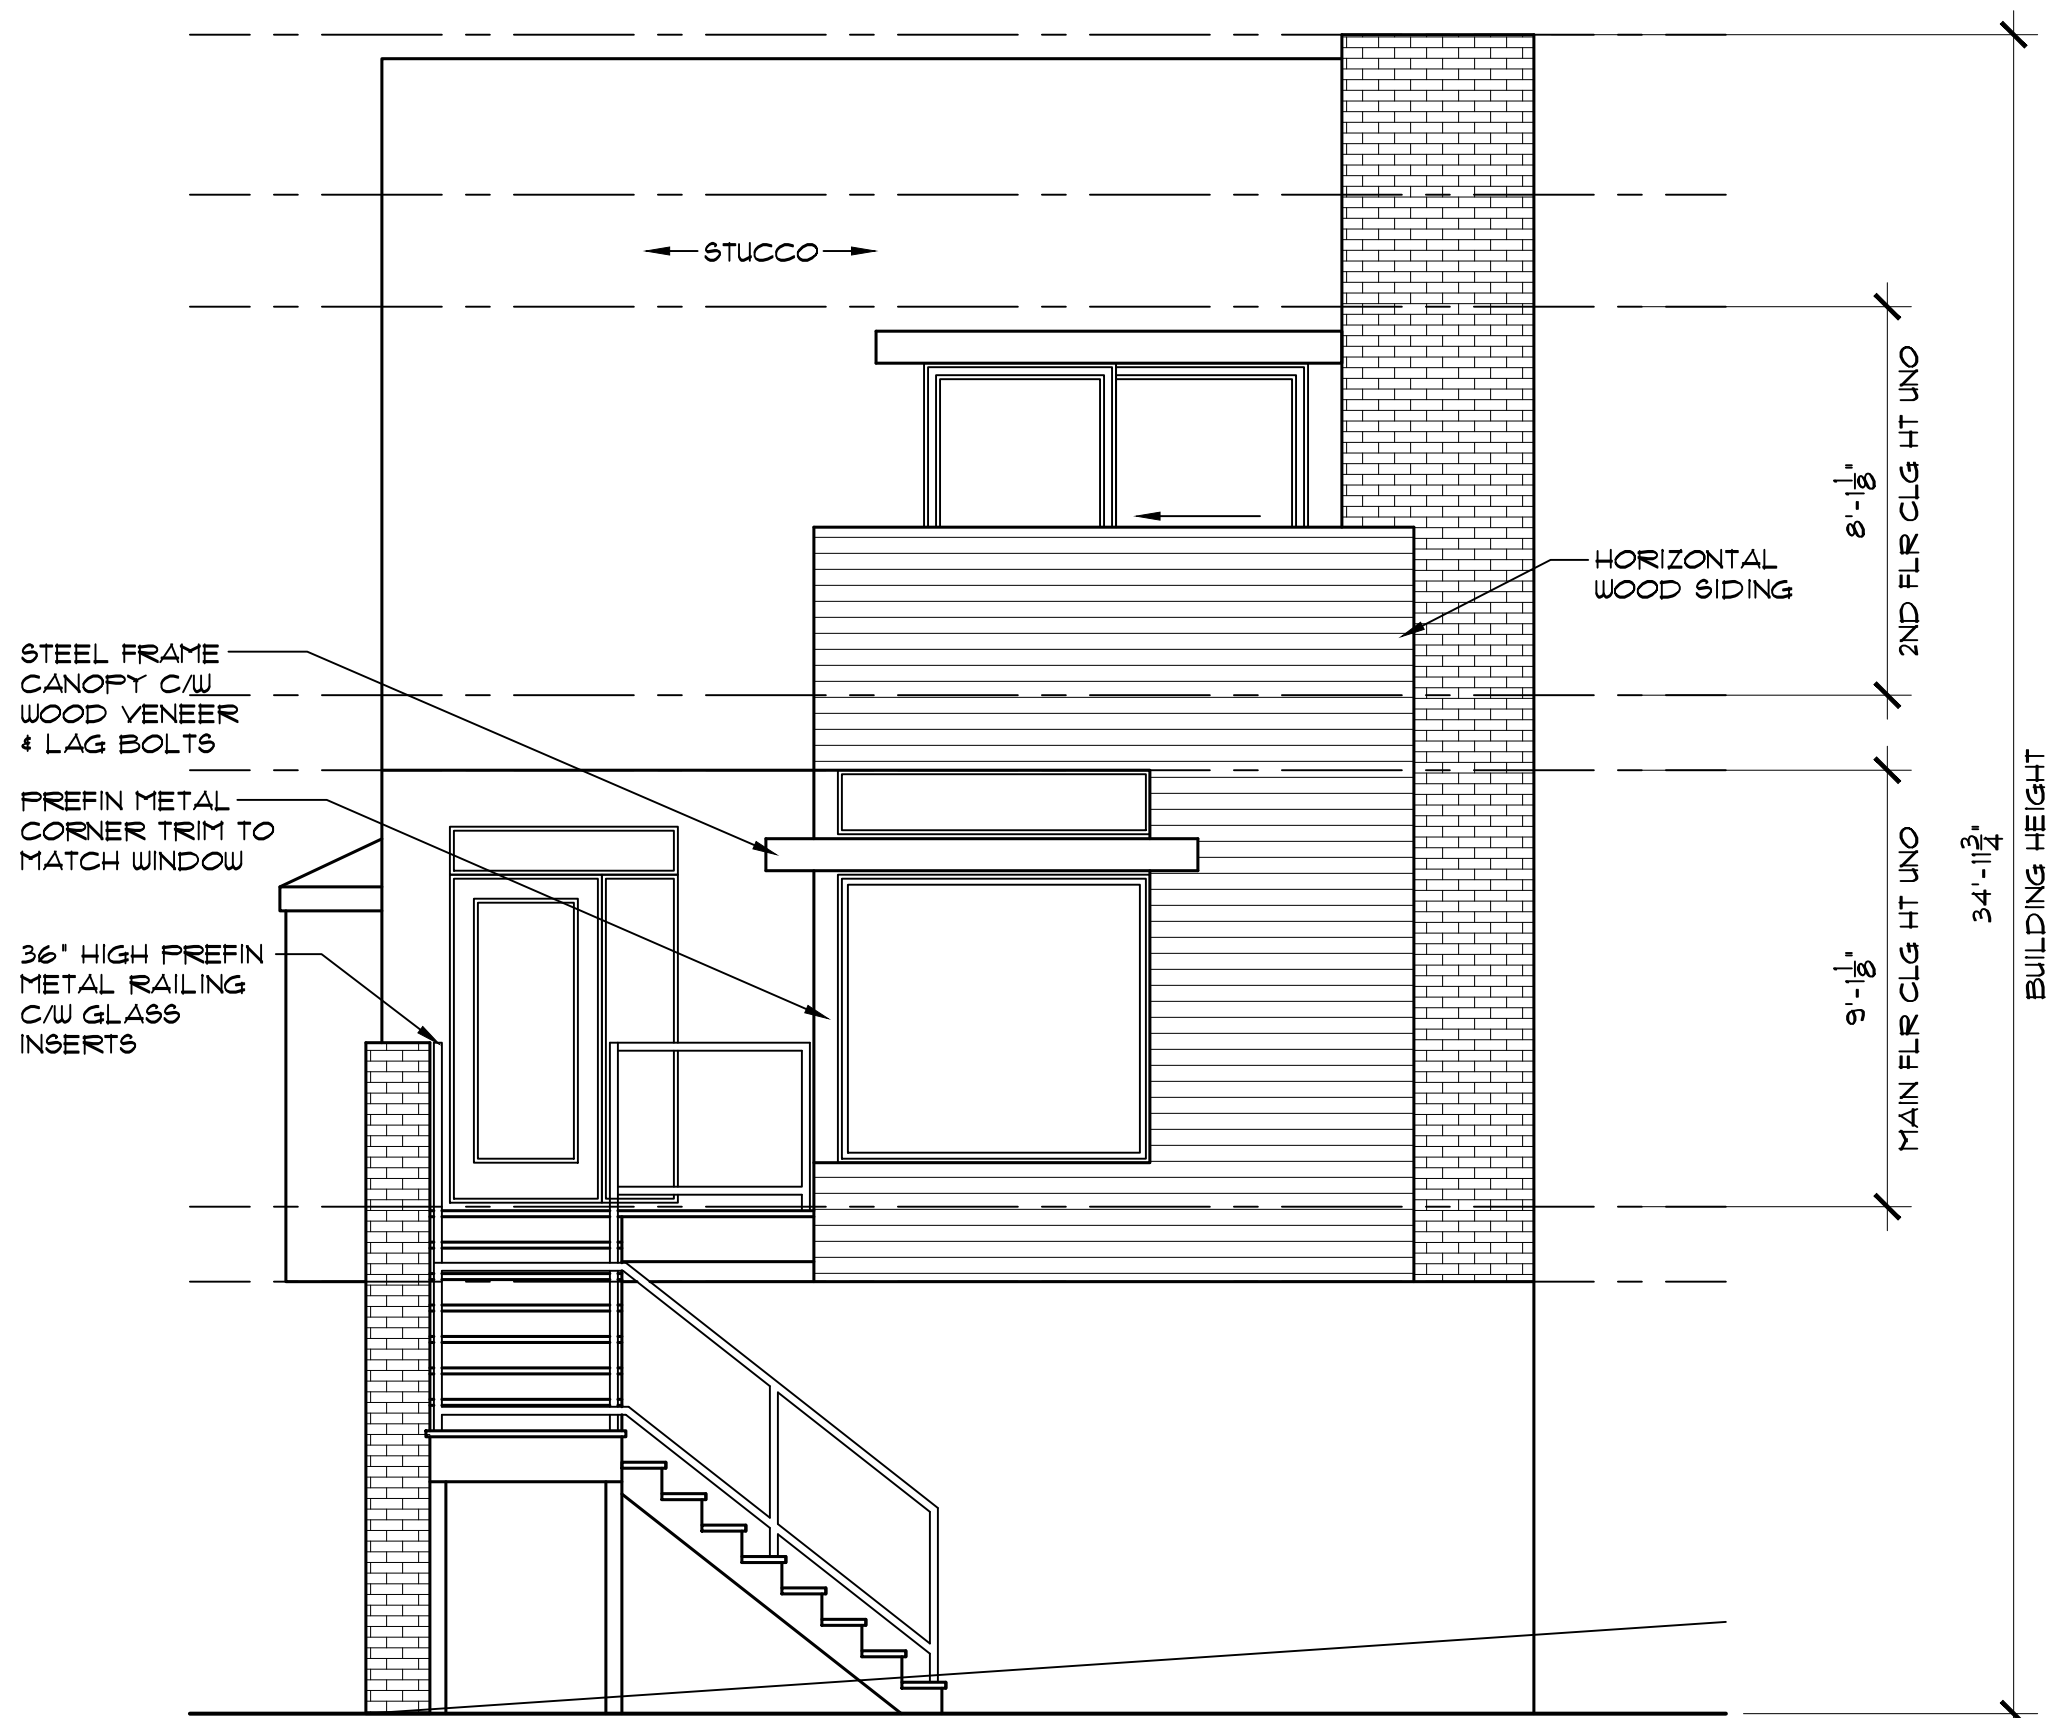 STUCCO
HORIZONTAL
WOOD SIDING
STEEL FRAME
CANOPY C/W
WOOD VENEER
& LAG BOLTS
PREFIN METAL
CORNER TRIM TO
MATCH WINDOW
36" HIGH PREFIN
METAL RAILING
C/W GLASS
INSERTS
8'-1 1/8"
2ND FLR CLG HT UNO
9'-1 1/8"
MAIN FLR CLG HT UNO
34'-11 3/4"
BUILDING HEIGHT